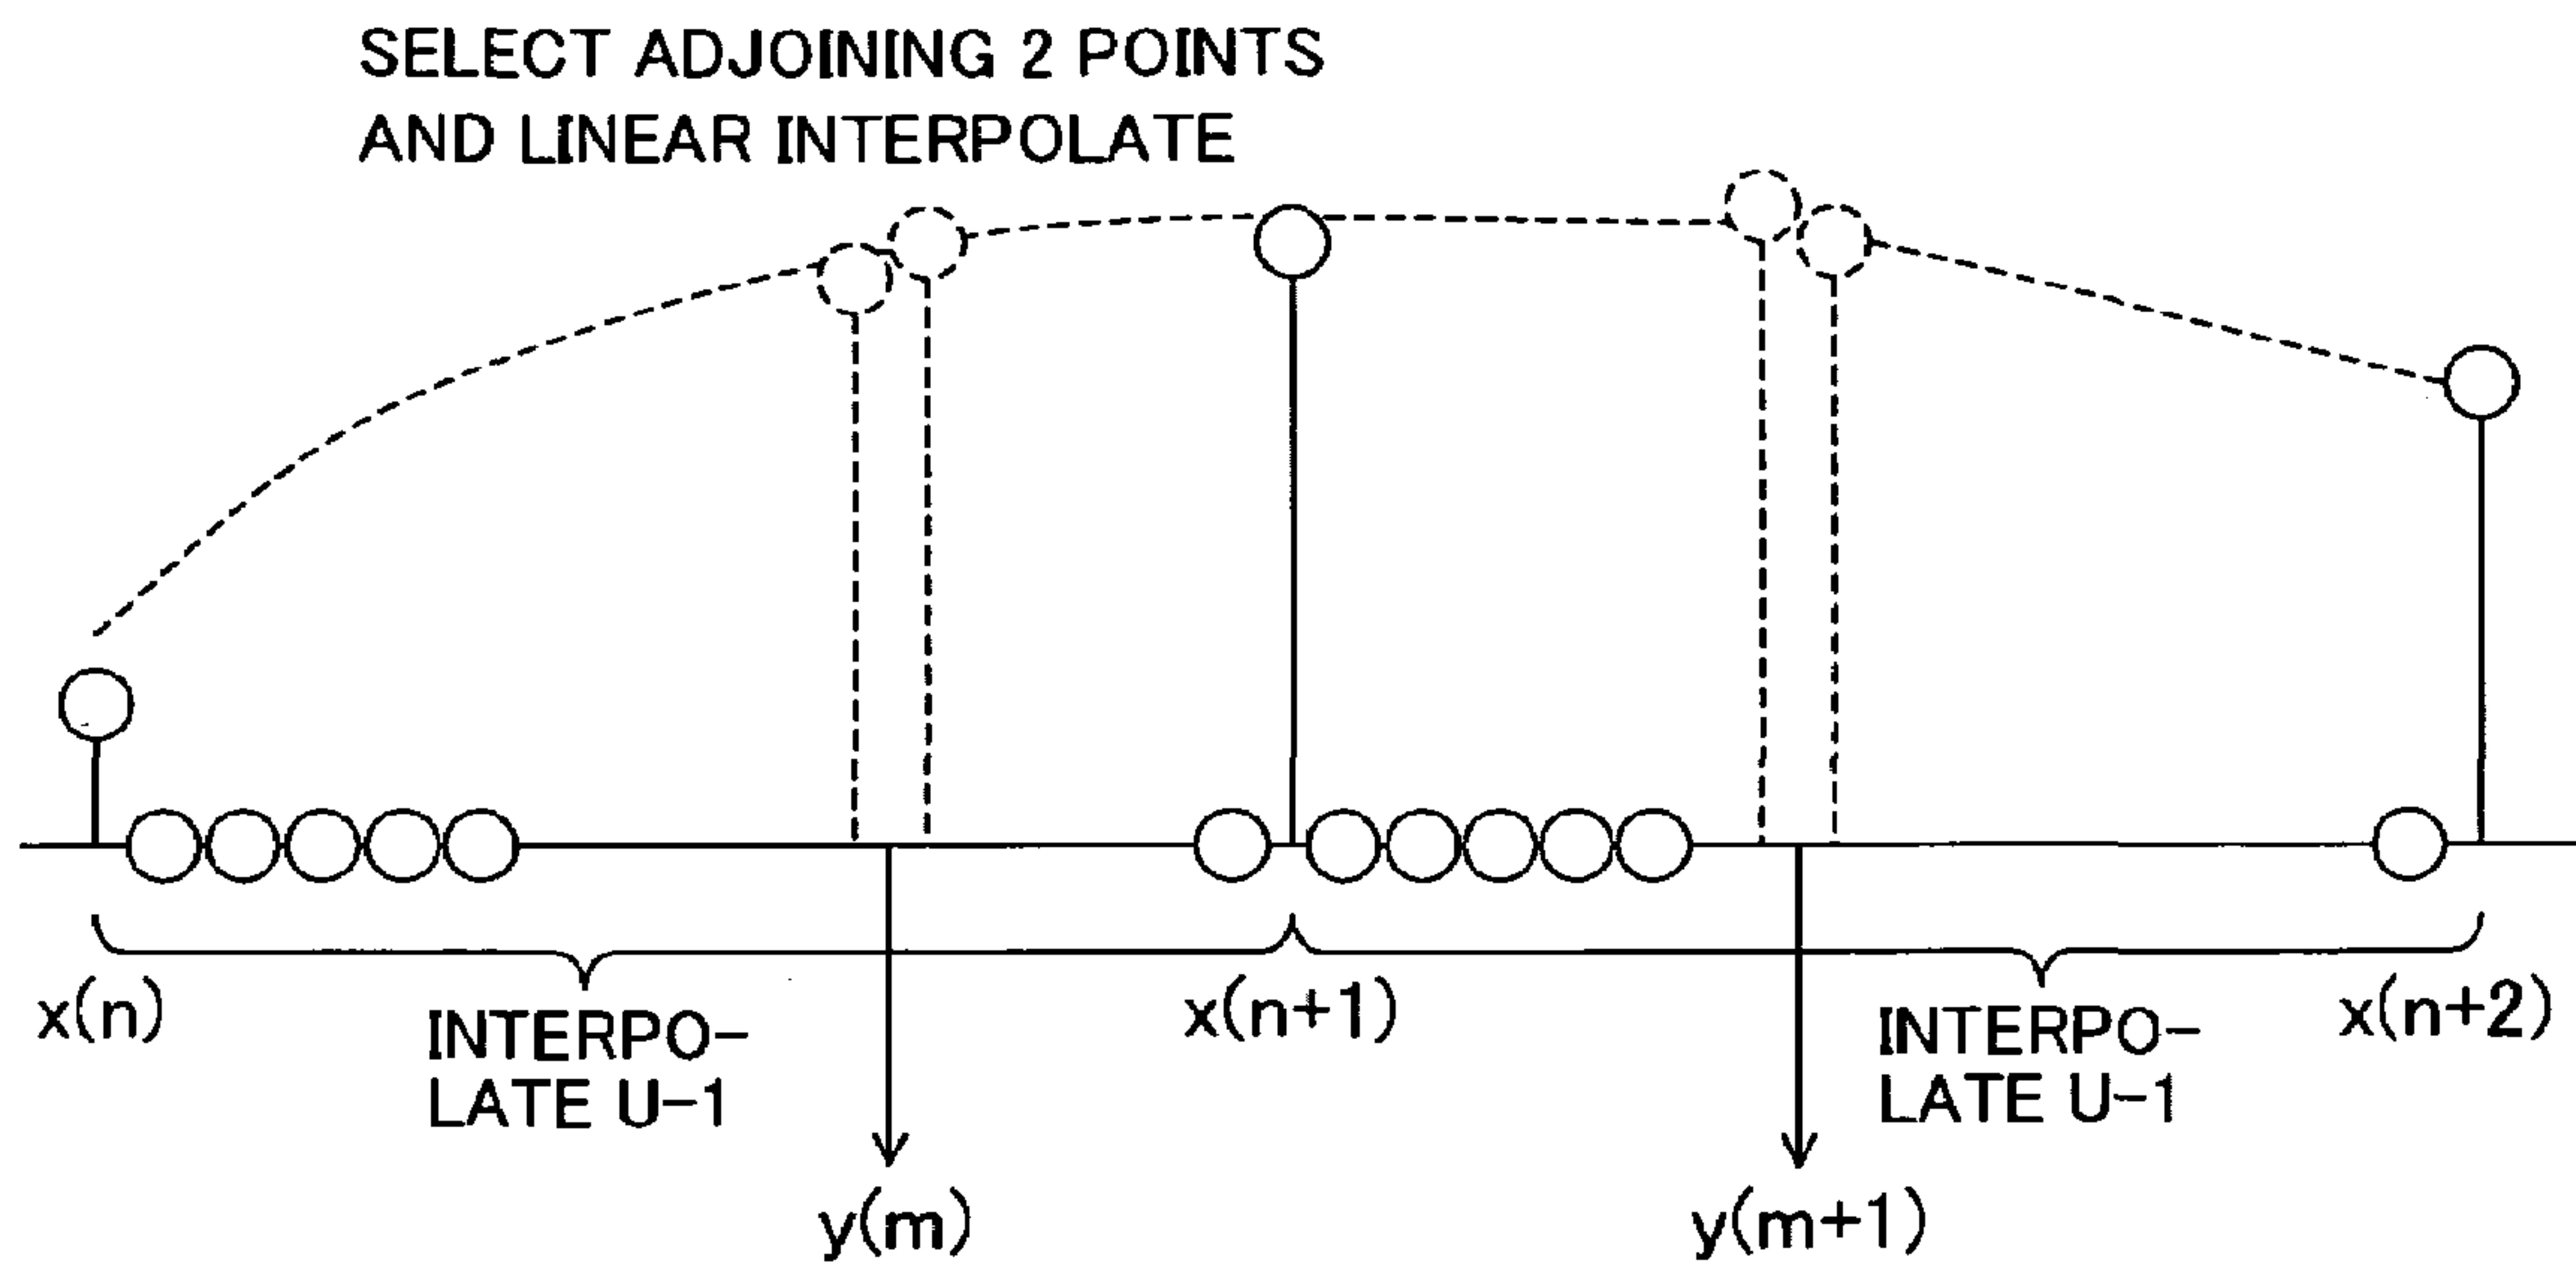 SELECT ADJOINING 2 POINTS
AND LINEAR INTERPOLATE
x(n)
x(n+1)
x(n+2)
INTERPO-
LATE U-1
INTERPO-
LATE U-1
y(m)
y(m+1)